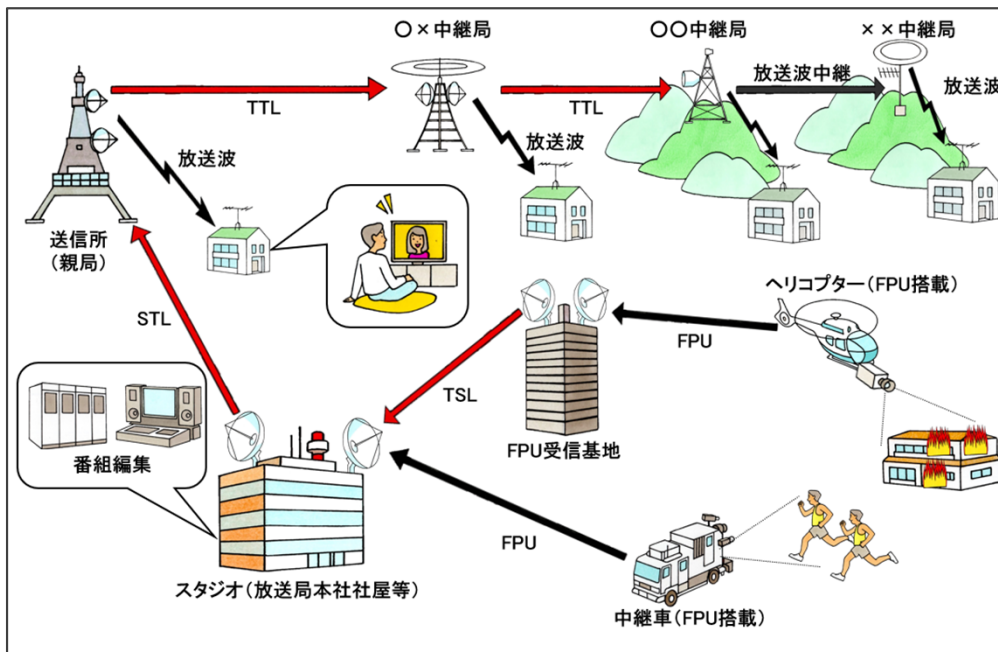 ○×中継局
○○中継局
××中継局
TTL
TTL
放送波中継
放送波
放送波
放送波
送信所
(親局)
STL
ヘリコプター(FPU搭載)
FPU
TSL
FPU受信基地
番組編集
FPU
スタジオ(放送局本社社屋等)
中継車(FPU搭載)